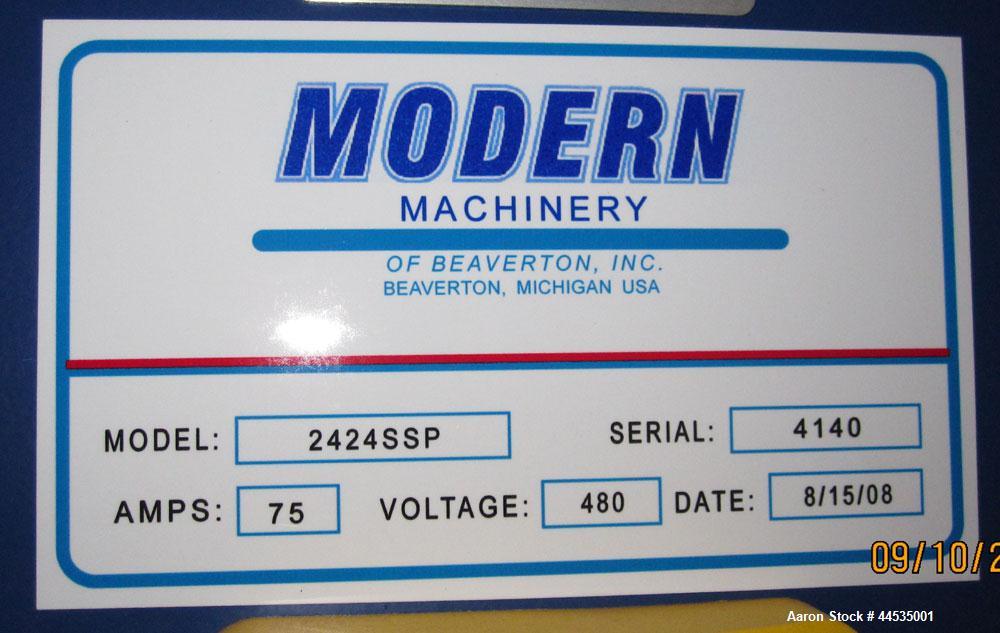 MODERN
MACHINERY
OF BEAVERTON, INC.
BEAVERTON, MICHIGAN USA
MODEL: 2424SSP SERIAL: 4140
AMPS: 75 VOLTAGE: 480 DATE: 8/15/08
09/10/2
Aaron Stock # 44535001